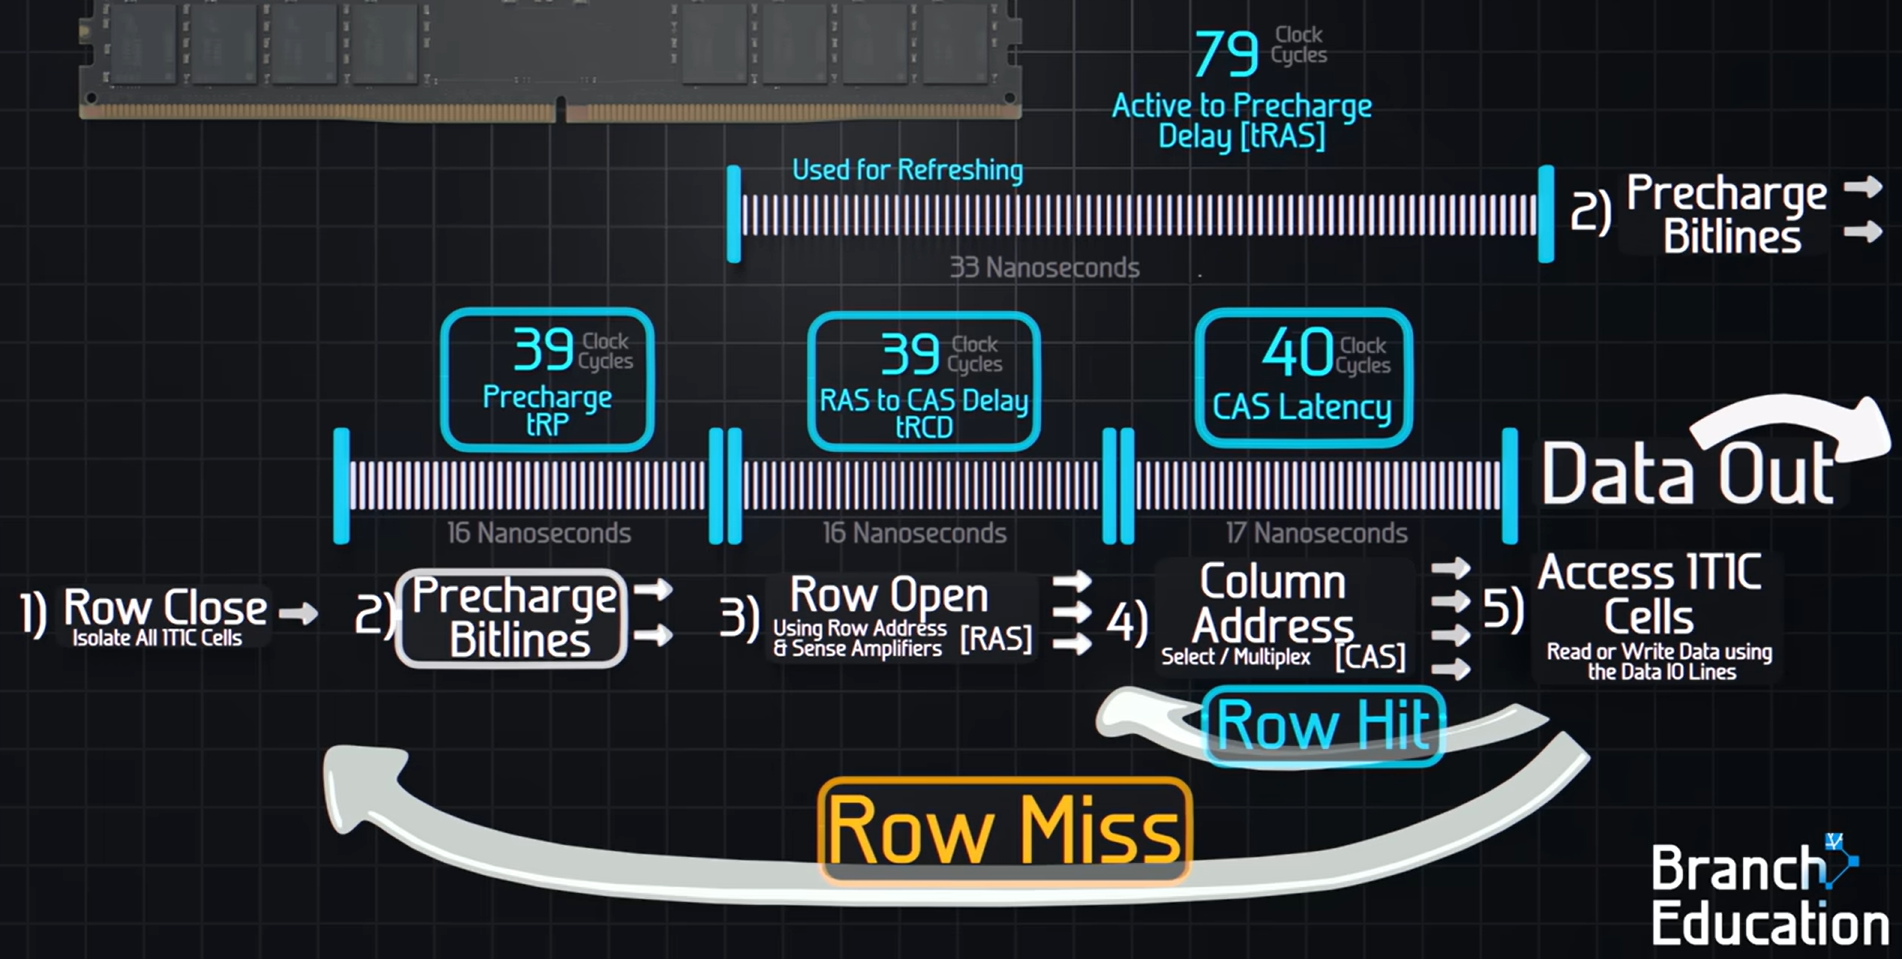 79 Clock Cycles
Active to Precharge
Delay [tRAS]
Used for Refreshing
33 Nanoseconds
2) Precharge
Bitlines
39 Clock Cycles
Precharge
tRP
39 Clock Cycles
RAS to CAS Delay
tRCD
40 Clock Cycles
CAS Latency
16 Nanoseconds
16 Nanoseconds
17 Nanoseconds
Data Out
1) Row Close
Isolate All 1T1C Cells
2) Precharge
Bitlines
3) Row Open
Using Row Address
& Sense Amplifiers [RAS]
4) Column
Address
Select / Multiplex [CAS]
5) Access 1T1C
Cells
Read or Write Data using
the Data IO Lines
Row Hit
Row Miss
Branch
Education